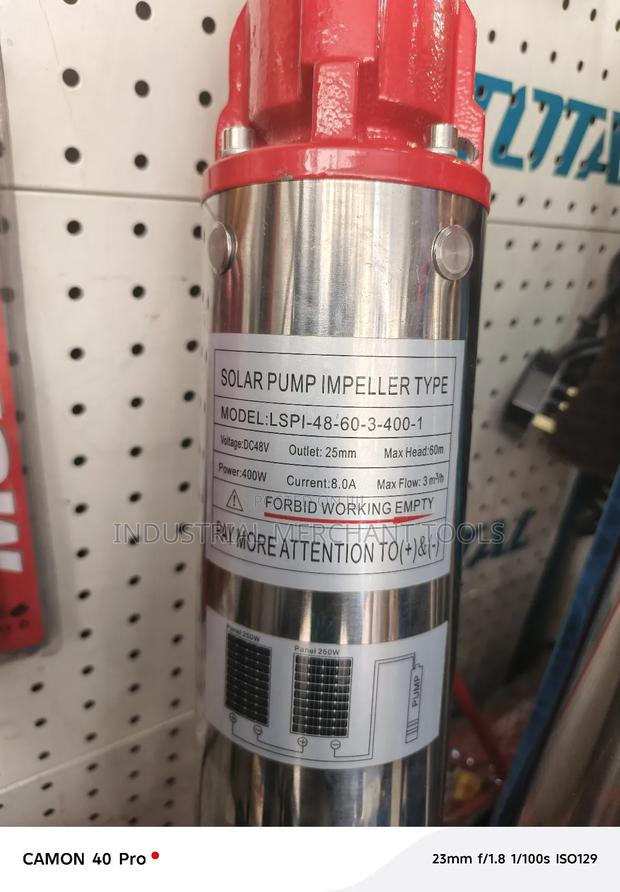 TOTAL
SOLAR PUMP IMPELLER TYPE
MODEL:LSPI-48-60-3-400-1
Voltage:DC48V Outlet: 25mm Max Head:60m
Power:400W Current:8.0A Max Flow: 3m³/h
FORBID WORKING EMPTY
INDUSTRIAL MERCHANT TOOLS
PAY MORE ATTENTION TO(+)&(-)
Panel 250W Panel 250W
PUMP
CAMON 40 Pro
23mm f/1.8 1/100s ISO129